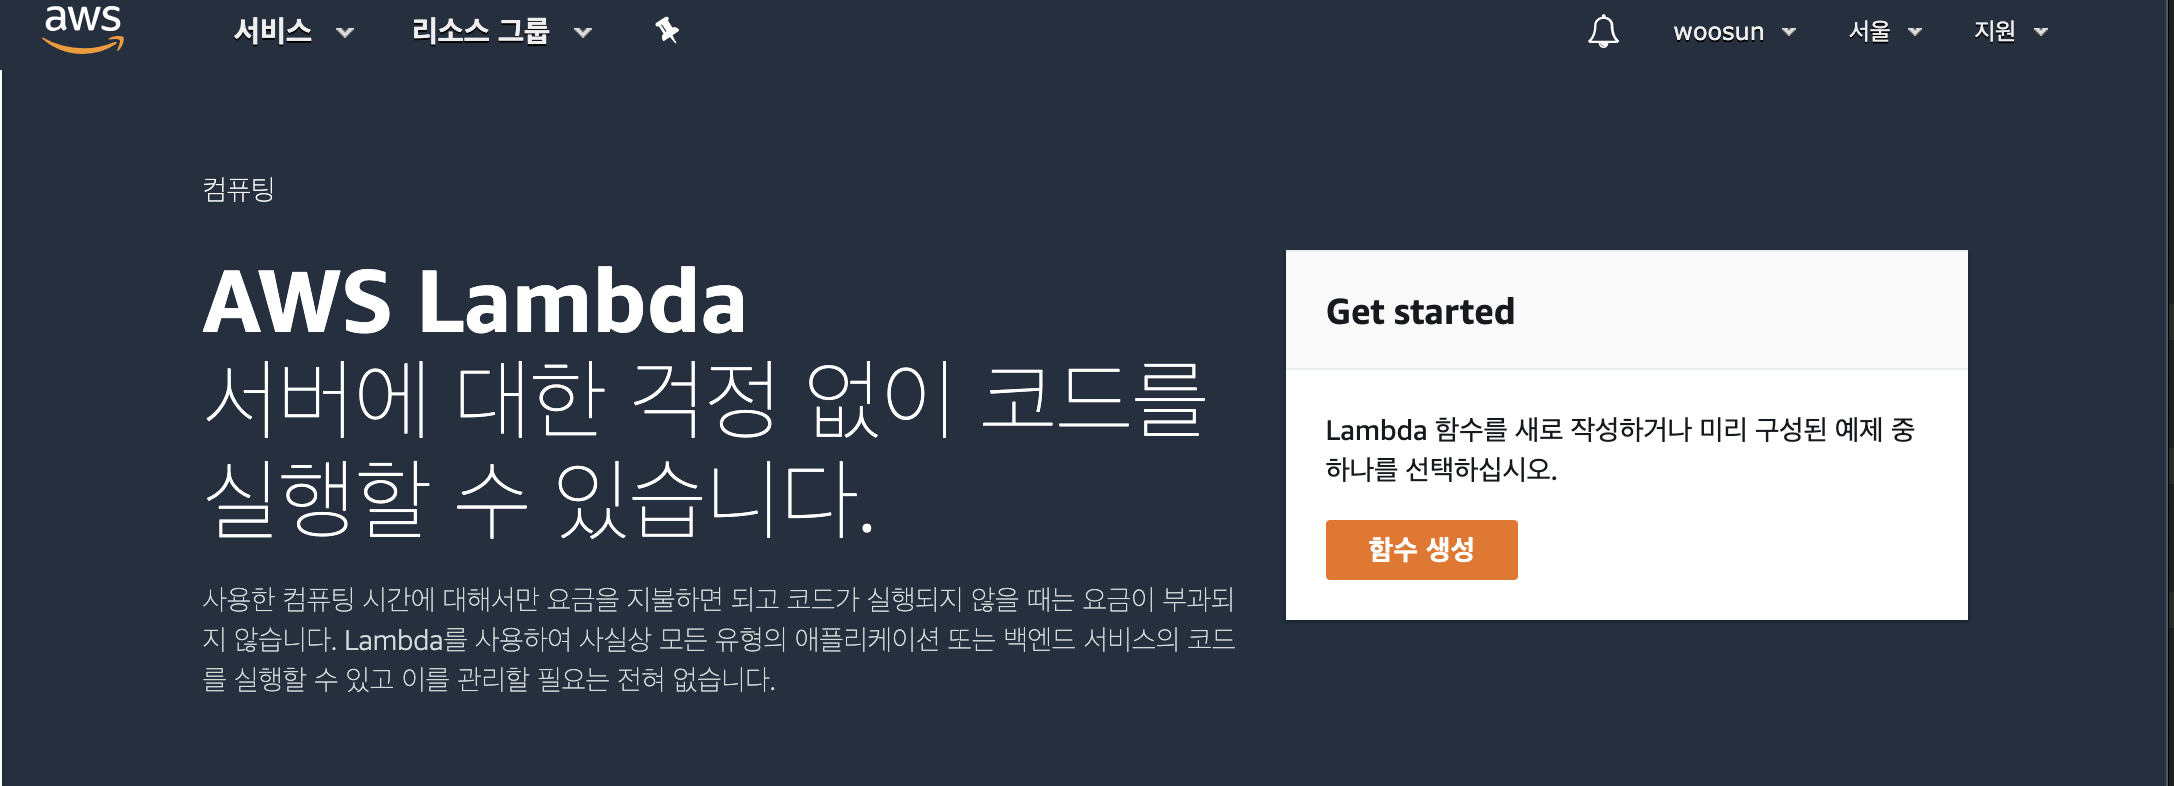 aws
서비스
리소스 그룹
woosun
서울
지원
컴퓨팅
AWS Lambda
서버에 대한 걱정 없이 코드를
실행할 수 있습니다.
사용한 컴퓨팅 시간에 대해서만 요금을 지불하면 되고 코드가 실행되지 않을 때는 요금이 부과되
지 않습니다. Lambda를 사용하여 사실상 모든 유형의 애플리케이션 또는 백엔드 서비스의 코드
를 실행할 수 있고 이를 관리할 필요는 전혀 없습니다.
Get started
Lambda 함수를 새로 작성하거나 미리 구성된 예제 중
하나를 선택하십시오.
함수 생성